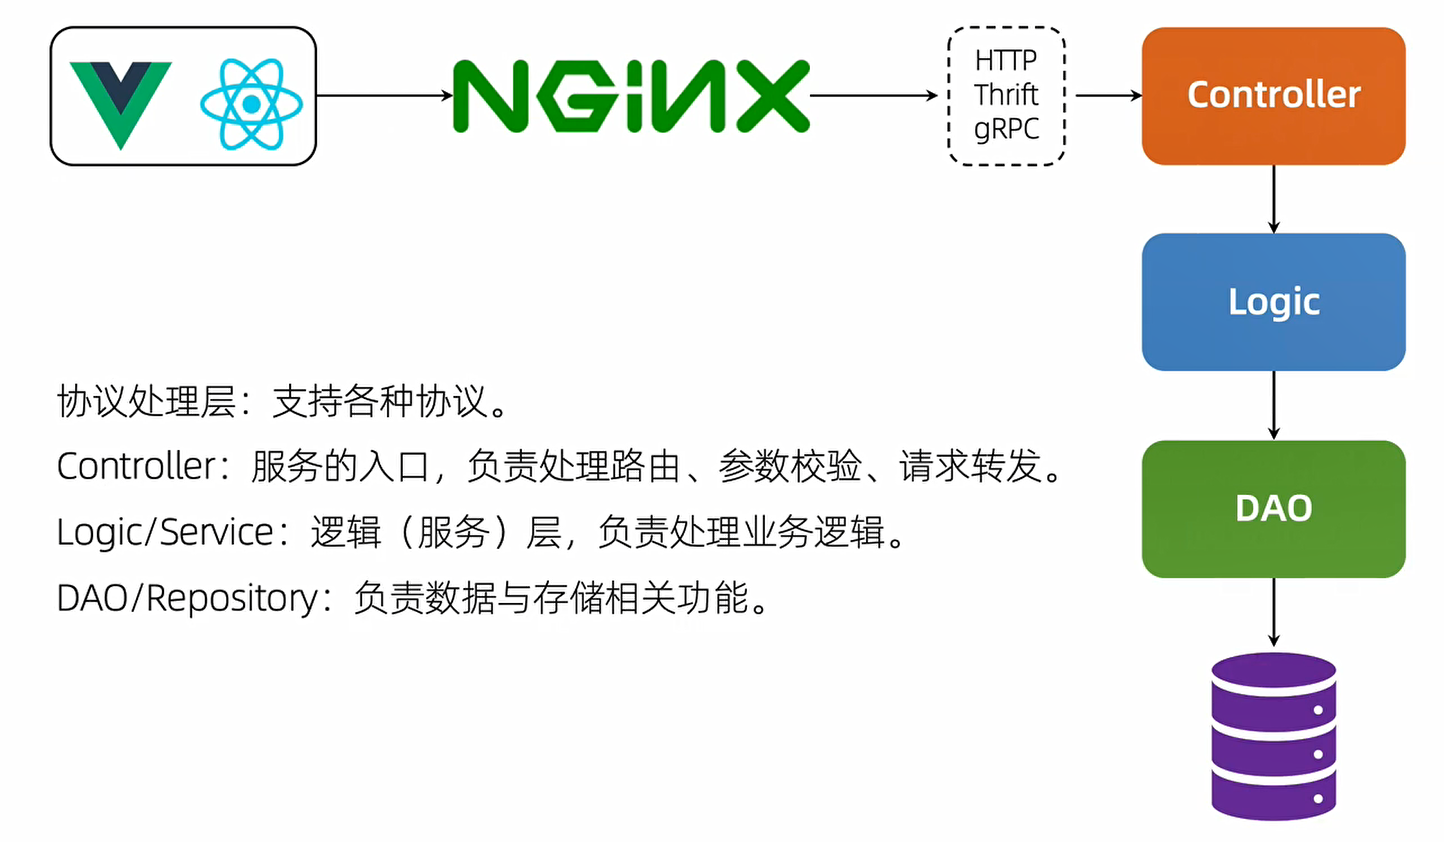 NGINX
HTTP
Thrift
gRPC
Controller
Logic
DAO
协议处理层：支持各种协议。
Controller：服务的入口，负责处理路由、参数校验、请求转发。
Logic/Service：逻辑（服务）层，负责处理业务逻辑。
DAO/Repository：负责数据与存储相关功能。